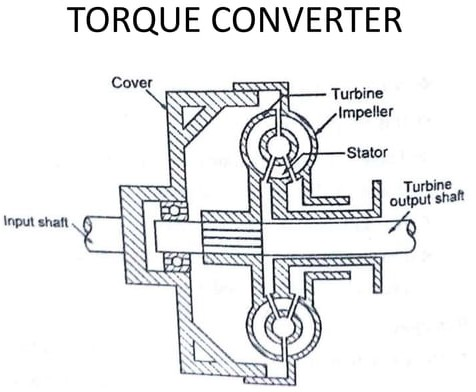 TORQUE CONVERTER
Cover
Turbine
Impeller
Stator
Turbine
output shaft
Input shaft